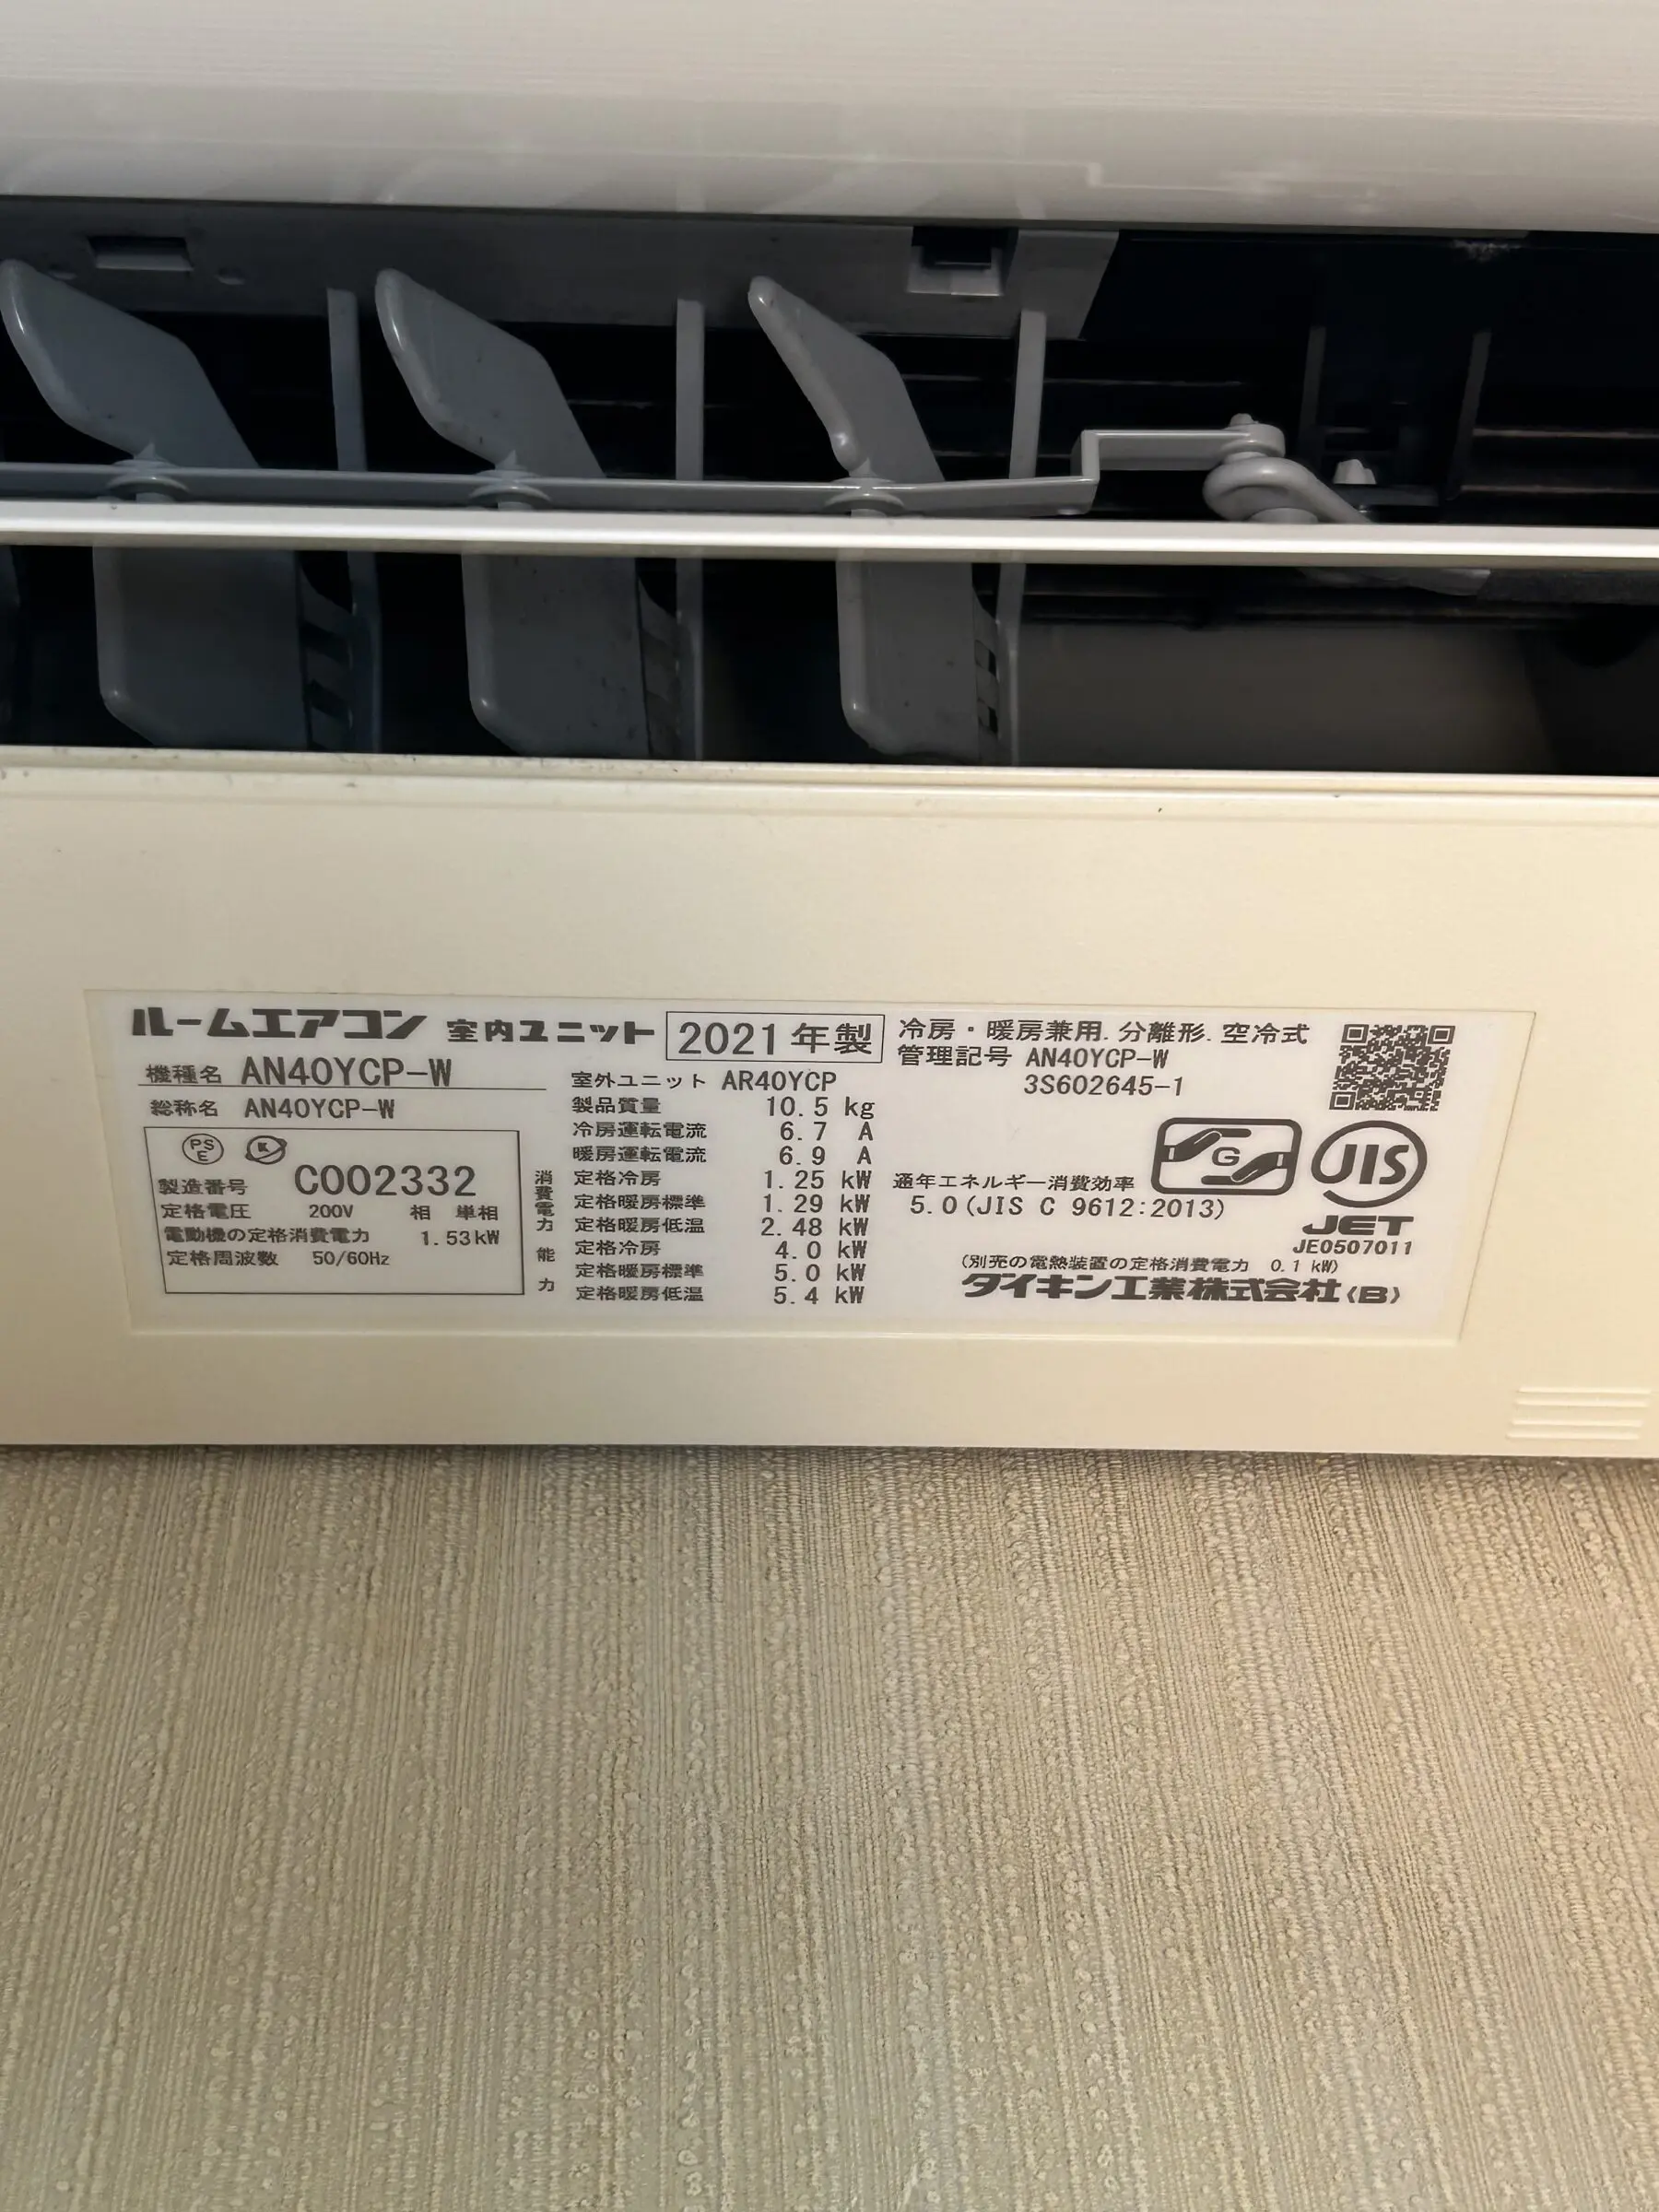 ルームエアコン 室内ユニット 2021年製
機種名 AN40YCP-W
総称名 AN40YCP-W
PSE
製造番号 C002332
定格電圧 200V 相 単相
電動機の定格消費電力 1.53kW
定格周波数 50/60Hz
室外ユニット AR40YCP
製品質量 10.5 kg
冷房運転電流 6.7 A
暖房運転電流 6.9 A
消費電力
定格冷房 1.25 kW
定格暖房標準 1.29 kW
定格暖房低温 2.48 kW
能力
定格冷房 4.0 kW
定格暖房標準 5.0 kW
定格暖房低温 5.4 kW
冷房・暖房兼用.分離形.空冷式
管理記号 AN40YCP-W
3S602645-1
G
JIS
通年エネルギー消費効率
5.0(JIS C 9612:2013)
JET
JE0507011
(別売の電熱装置の定格消費電力 0.1 kW)
ダイキン工業株式会社〈B〉